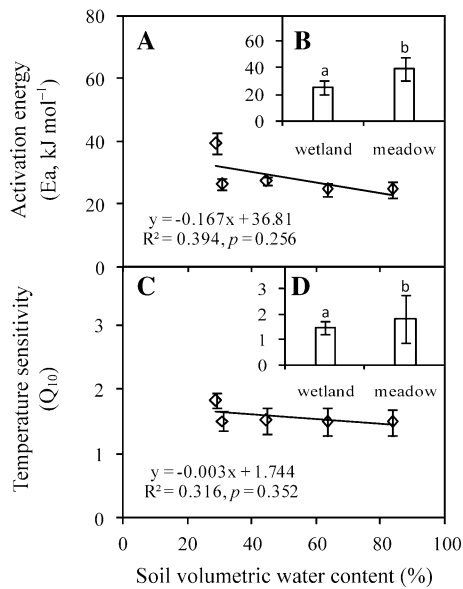 80
60
40
20
0
Activation energy
(Ea, kJ mol⁻¹)
A
B
60
40
20
0
a
b
wetland meadow
y = -0.167x + 36.81
R² = 0.394, p = 0.256
3
2
1
0
Temperature sensitivity
(Q₁₀)
C
D
3
2
1
0
a
b
wetland meadow
y = -0.003x + 1.744
R² = 0.316, p = 0.352
0 20 40 60 80 100
Soil volumetric water content (%)